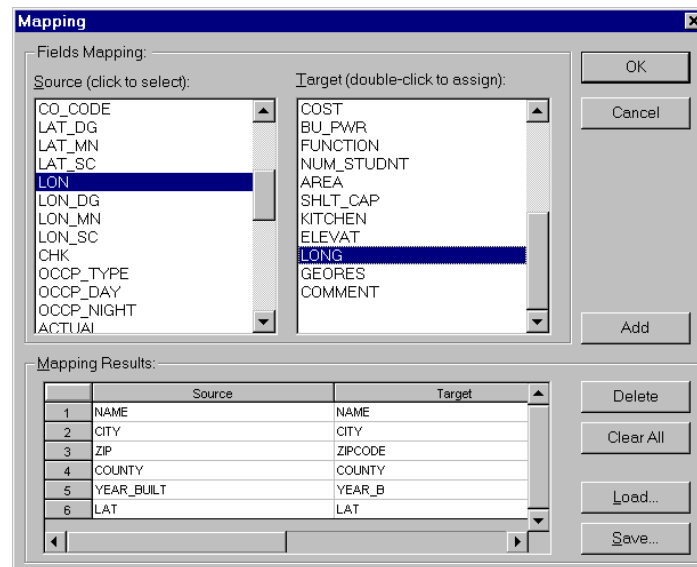 Mapping
Fields Mapping:
Source (click to select):
Target (double-click to assign):
CO_CODE
LAT_DG
LAT_MN
LAT_SC
LON
LON_DG
LON_MN
LON_SC
CHK
OCCP_TYPE
OCCP_DAY
OCCP_NIGHT
ACTUAL
COST
BU_PWR
FUNCTION
NUM_STUDNT
AREA
SHLT_CAP
KITCHEN
ELEVAT
LONG
GEORES
COMMENT
OK
Cancel
Add
Mapping Results:
Source Target
1 NAME NAME
2 CITY CITY
3 ZIP ZIPCODE
4 COUNTY COUNTY
5 YEAR_BUILT YEAR_B
6 LAT LAT
Delete
Clear All
Load...
Save...